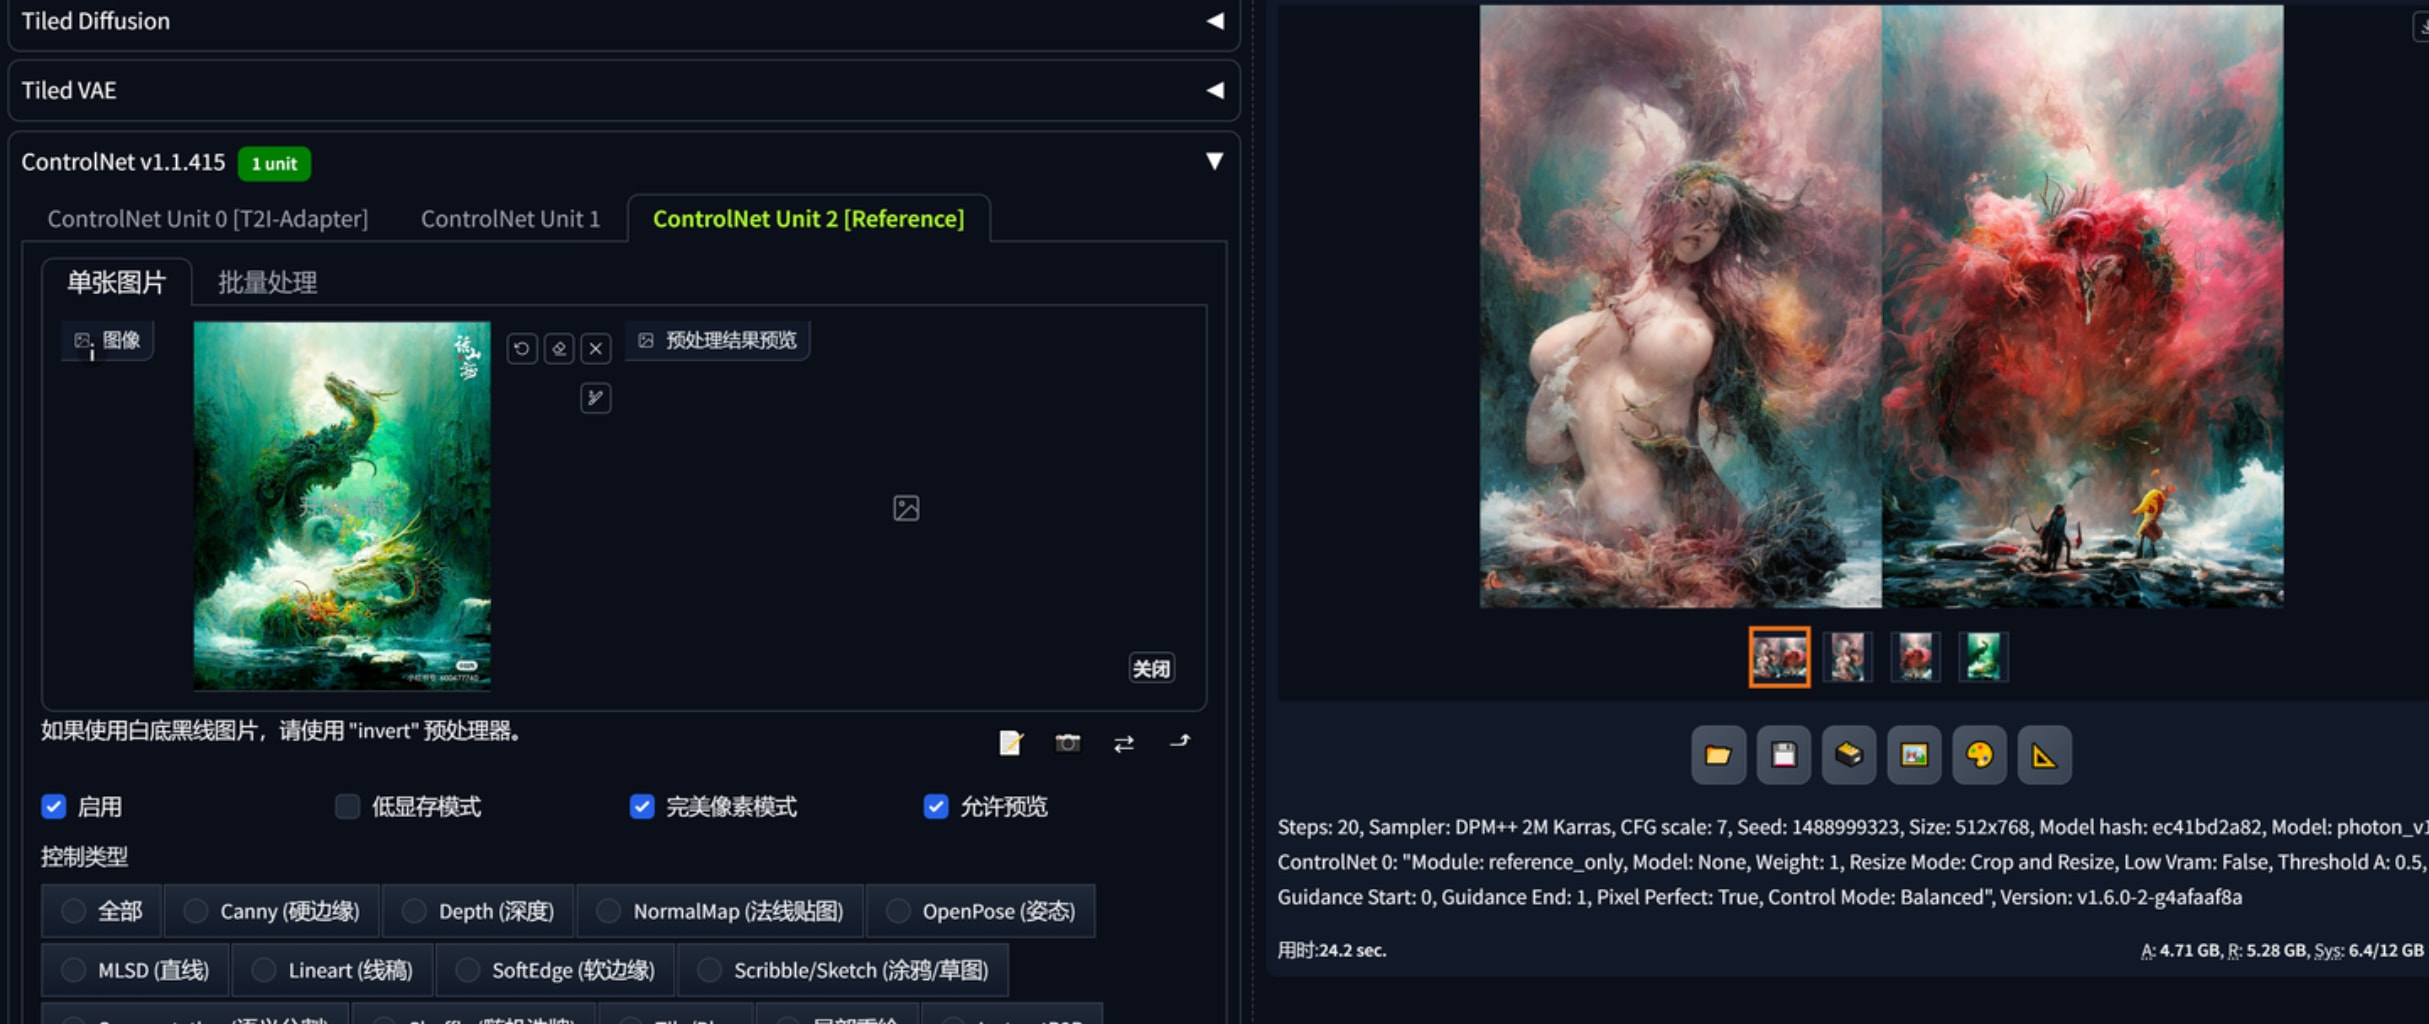 Tiled Diffusion
Tiled VAE
ControlNet v1.1.415 1 unit
ControlNet Unit 0 [T2I-Adapter] ControlNet Unit 1 ControlNet Unit 2 [Reference]
单张图片 批量处理
图像 预处理结果预览
关闭
如果使用白底黑线图片，请使用 "invert" 预处理器。
启用 低显存模式 完美像素模式 允许预览
控制类型
全部 Canny (硬边缘) Depth (深度) NormalMap (法线贴图) OpenPose (姿态)
MLSD (直线) Lineart (线稿) SoftEdge (软边缘) Scribble/Sketch (涂鸦/草图)
Steps: 20, Sampler: DPM++ 2M Karras, CFG scale: 7, Seed: 1488999323, Size: 512x768, Model hash: ec41bd2a82, Model: photon_v1
ControlNet 0: "Module: reference_only, Model: None, Weight: 1, Resize Mode: Crop and Resize, Low Vram: False, Threshold A: 0.5,
Guidance Start: 0, Guidance End: 1, Pixel Perfect: True, Control Mode: Balanced", Version: v1.6.0-2-g4afaaf8a
用时:24.2 sec.
A: 4.71 GB, R: 5.28 GB, Sys: 6.4/12 GB